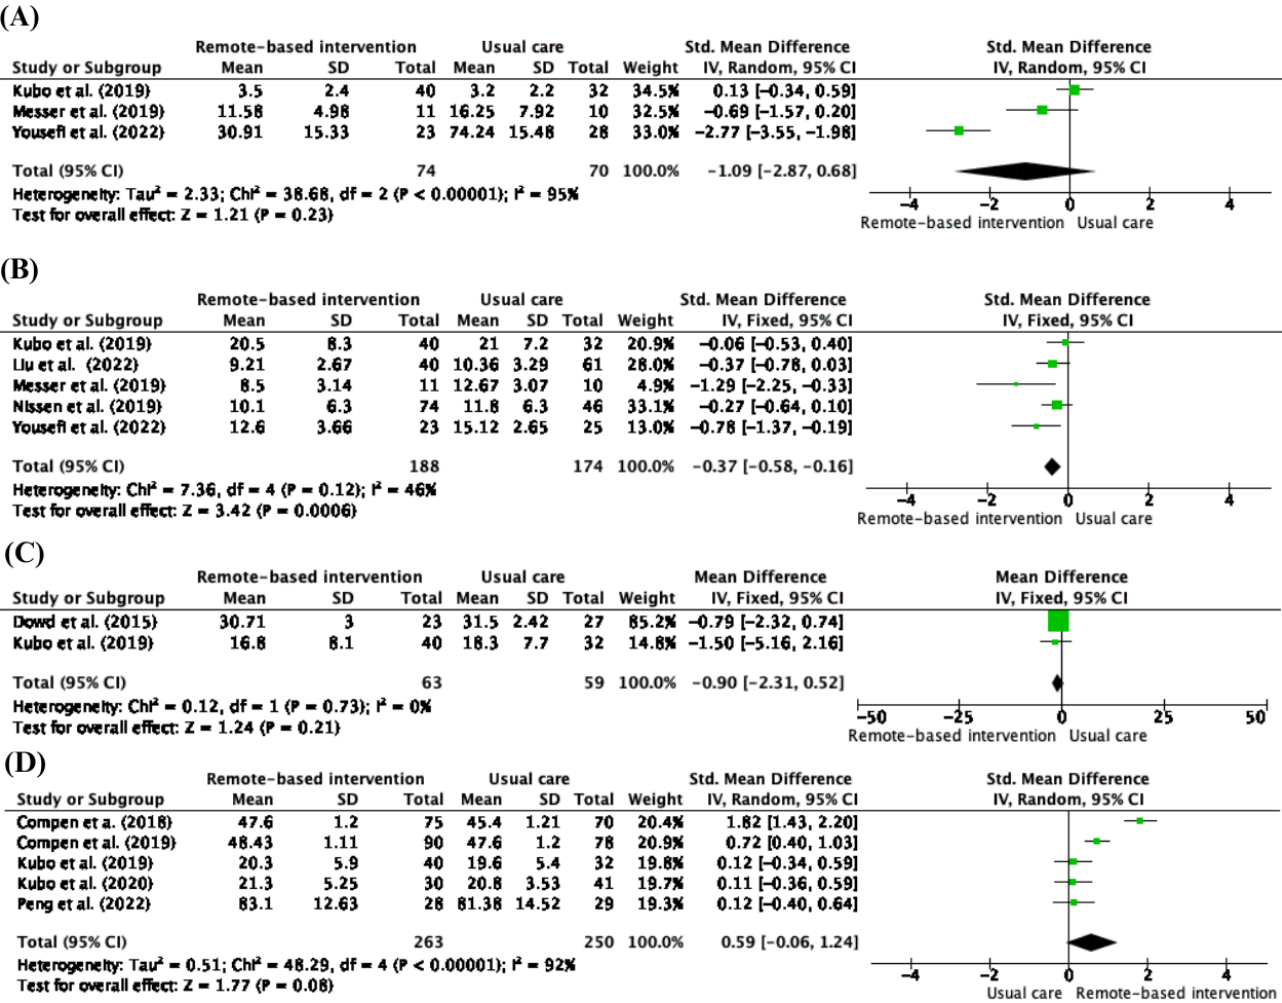 (A)
Remote-based intervention Usual care Std. Mean Difference Std. Mean Difference
Study or Subgroup Mean SD Total Mean SD Total Weight IV, Random, 95% CI IV, Random, 95% CI
Kubo et al. (2019) 3.5 2.4 40 3.2 2.2 32 34.5% 0.13 [-0.34, 0.59]
Messer et al. (2019) 11.58 4.98 11 16.25 7.92 10 32.5% -0.69 [-1.57, 0.20]
Yousefi et al. (2022) 30.91 15.33 23 74.24 15.48 28 33.0% -2.77 [-3.55, -1.98]
Total (95% CI) 74 70 100.0% -1.09 [-2.87, 0.68]
Heterogeneity: Tau² = 2.33; Chi² = 38.68, df = 2 (P < 0.00001); I² = 95%
Test for overall effect: Z = 1.21 (P = 0.23)
-4 -2 0 2 4
Remote-based intervention Usual care
(B)
Remote-based intervention Usual care Std. Mean Difference Std. Mean Difference
Study or Subgroup Mean SD Total Mean SD Total Weight IV, Fixed, 95% CI IV, Fixed, 95% CI
Kubo et al. (2019) 20.5 8.3 40 21 7.2 32 20.9% -0.06 [-0.53, 0.40]
Liu et al. (2022) 9.21 2.67 40 10.36 3.29 61 28.0% -0.37 [-0.78, 0.03]
Messer et al. (2019) 8.5 3.14 11 12.67 3.07 10 4.9% -1.29 [-2.25, -0.33]
Nissen et al. (2019) 10.1 6.3 74 11.8 6.3 46 33.1% -0.27 [-0.64, 0.10]
Yousefi et al. (2022) 12.6 3.66 23 15.12 2.65 25 13.0% -0.78 [-1.37, -0.19]
Total (95% CI) 188 174 100.0% -0.37 [-0.58, -0.16]
Heterogeneity: Chi² = 7.36, df = 4 (P = 0.12); I² = 46%
Test for overall effect: Z = 3.42 (P = 0.0006)
-4 -2 0 2 4
Remote-based intervention Usual care
(C)
Remote-based intervention Usual care Mean Difference Mean Difference
Study or Subgroup Mean SD Total Mean SD Total Weight IV, Fixed, 95% CI IV, Fixed, 95% CI
Dowd et al. (2015) 30.71 3 23 31.5 2.42 27 85.2% -0.79 [-2.32, 0.74]
Kubo et al. (2019) 16.8 8.1 40 18.3 7.7 32 14.8% -1.50 [-5.16, 2.16]
Total (95% CI) 63 59 100.0% -0.90 [-2.31, 0.52]
Heterogeneity: Chi² = 0.12, df = 1 (P = 0.73); I² = 0%
Test for overall effect: Z = 1.24 (P = 0.21)
-50 -25 0 25 50
Remote-based intervention Usual care
(D)
Remote-based intervention Usual care Std. Mean Difference Std. Mean Difference
Study or Subgroup Mean SD Total Mean SD Total Weight IV, Random, 95% CI IV, Random, 95% CI
Compen et a. (2018) 47.6 1.2 75 45.4 1.21 70 20.4% 1.82 [1.43, 2.20]
Compen et al. (2019) 48.43 1.11 90 47.6 1.2 78 20.9% 0.72 [0.40, 1.03]
Kubo et al. (2019) 20.3 5.9 40 19.6 5.4 32 19.8% 0.12 [-0.34, 0.59]
Kubo et al. (2020) 21.3 5.25 30 20.8 3.53 41 19.7% 0.11 [-0.36, 0.59]
Peng et al. (2022) 83.1 12.63 28 81.38 14.52 29 19.3% 0.12 [-0.40, 0.64]
Total (95% CI) 263 250 100.0% 0.59 [-0.06, 1.24]
Heterogeneity: Tau² = 0.51; Chi² = 48.29, df = 4 (P < 0.00001); I² = 92%
Test for overall effect: Z = 1.77 (P = 0.08)
-4 -2 0 2 4
Usual care Remote-based intervention